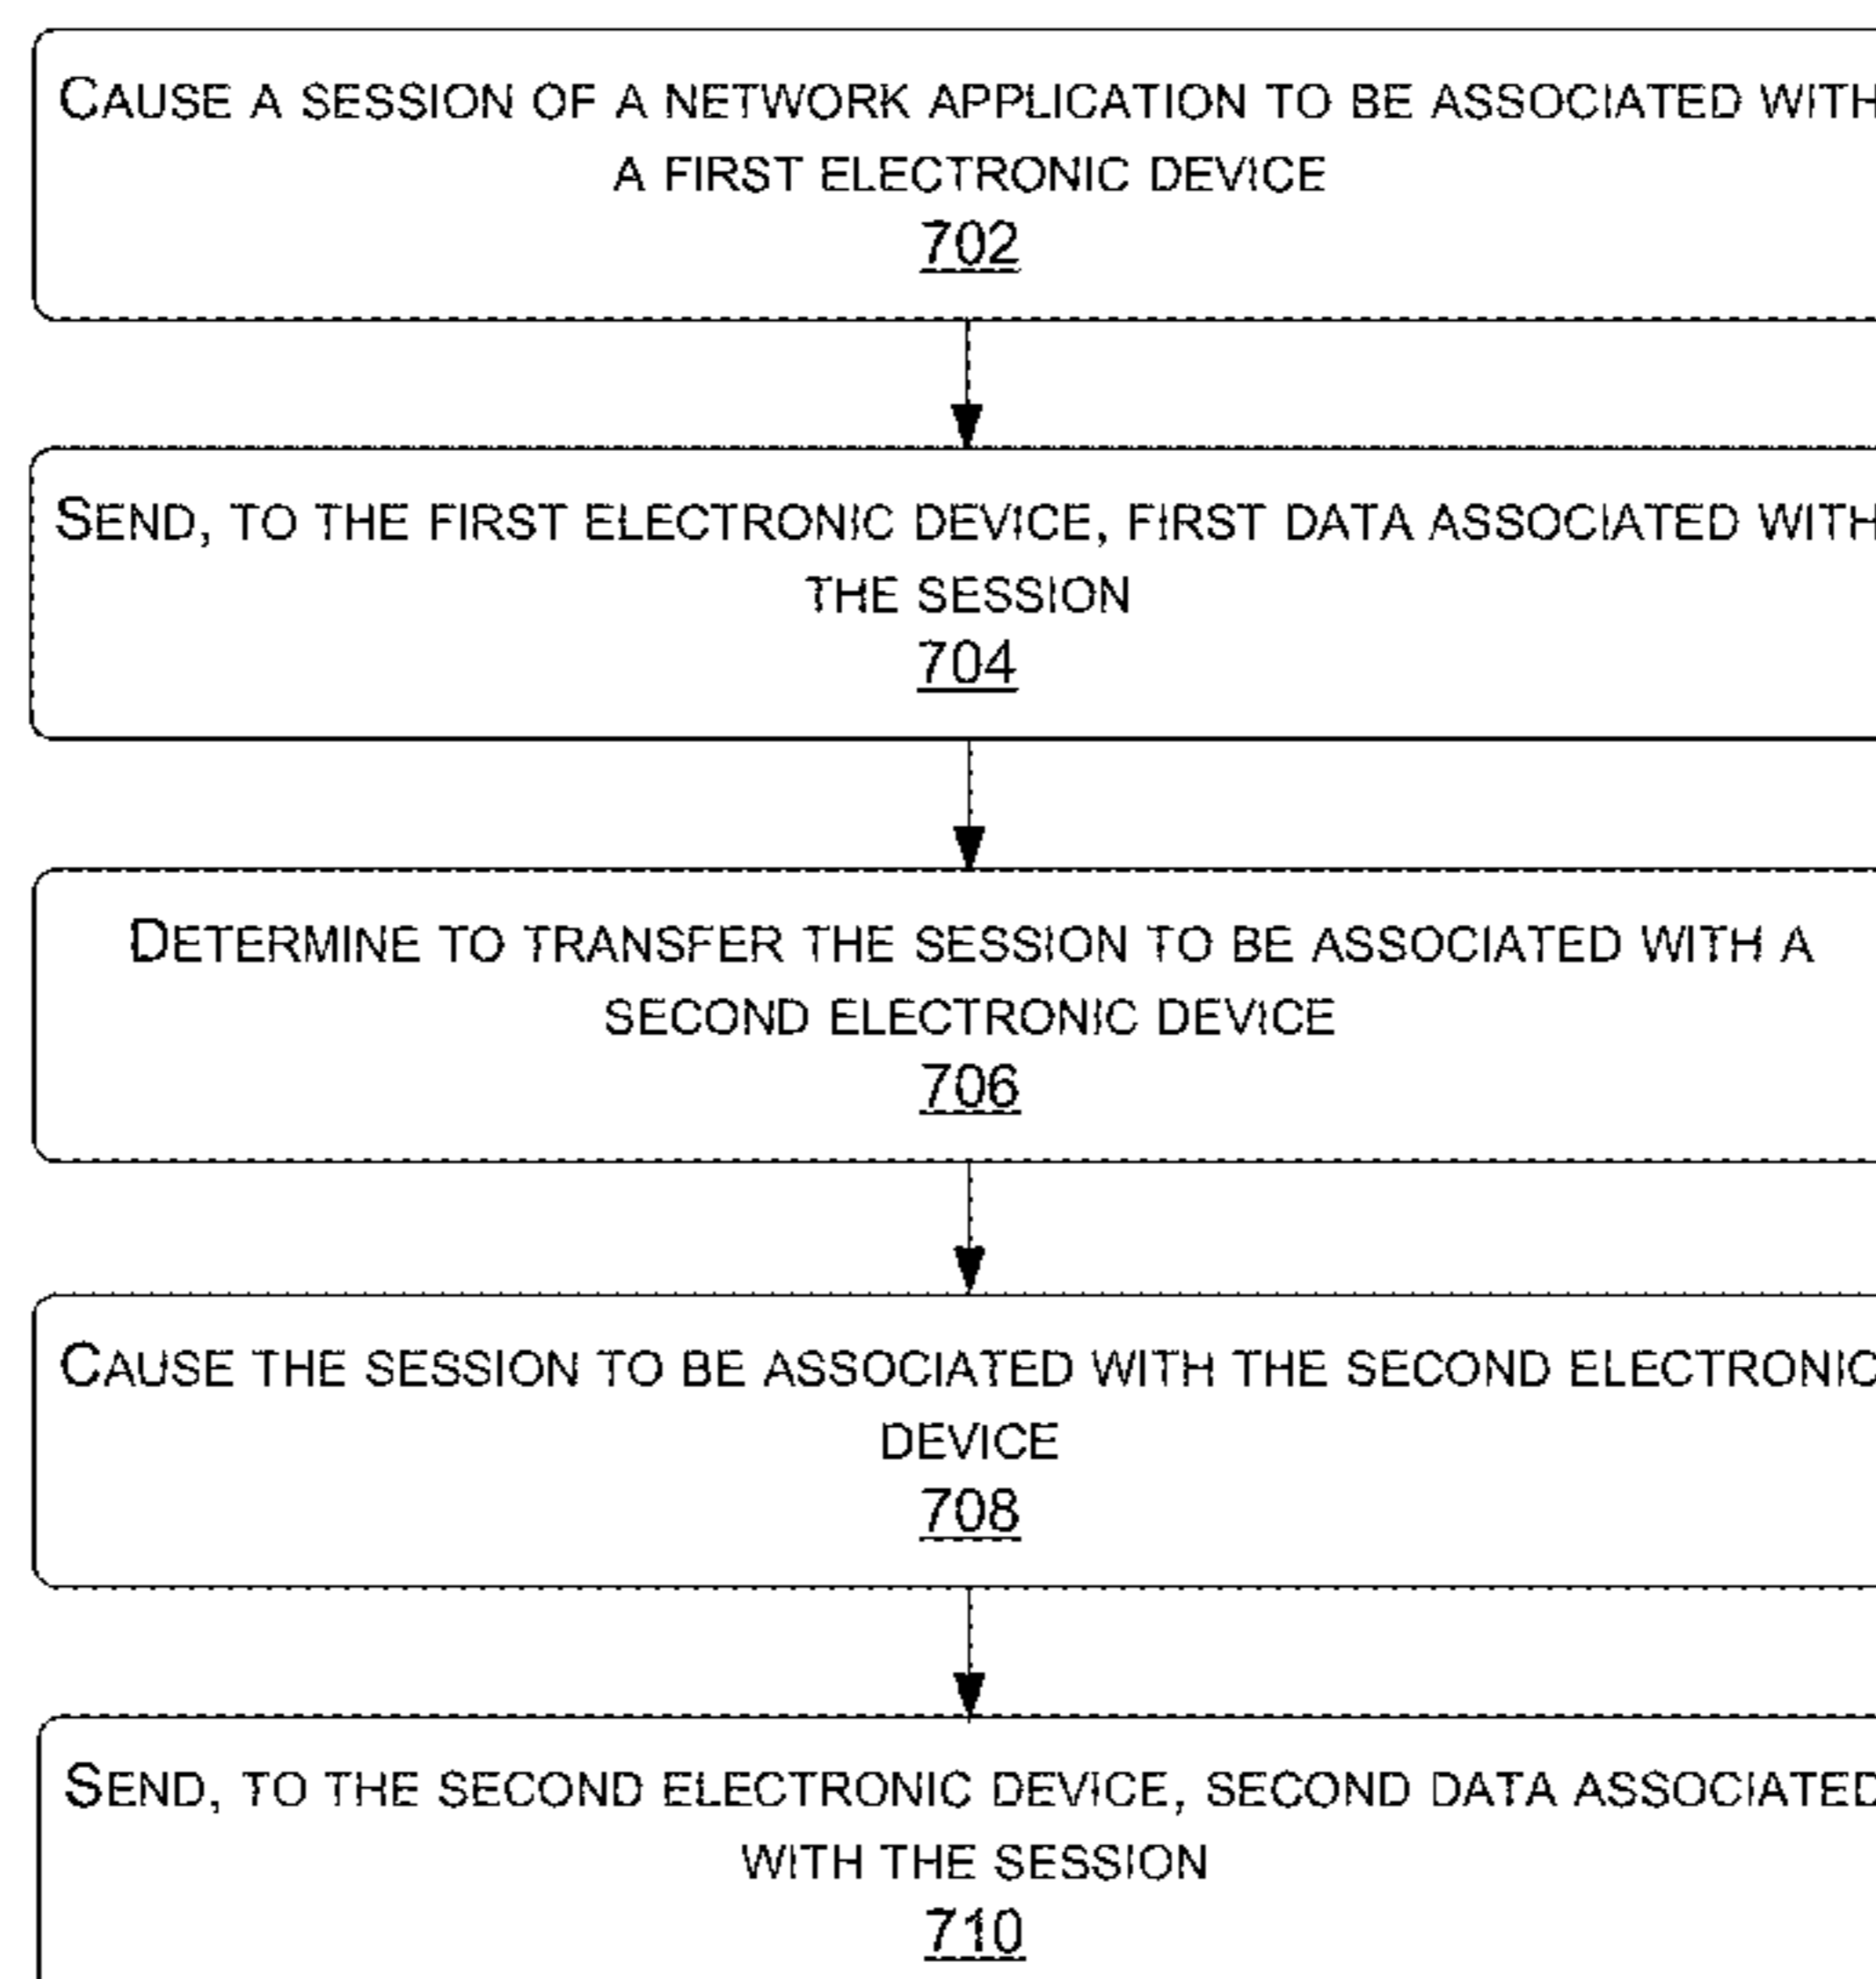 CAUSE A SESSION OF A NETWORK APPLICATION TO BE ASSOCIATED WITH
A FIRST ELECTRONIC DEVICE
702
SEND, TO THE FIRST ELECTRONIC DEVICE, FIRST DATA ASSOCIATED WITH
THE SESSION
704
DETERMINE TO TRANSFER THE SESSION TO BE ASSOCIATED WITH A
SECOND ELECTRONIC DEVICE
706
CAUSE THE SESSION TO BE ASSOCIATED WITH THE SECOND ELECTRONIC
DEVICE
708
SEND, TO THE SECOND ELECTRONIC DEVICE, SECOND DATA ASSOCIATED
WITH THE SESSION
710